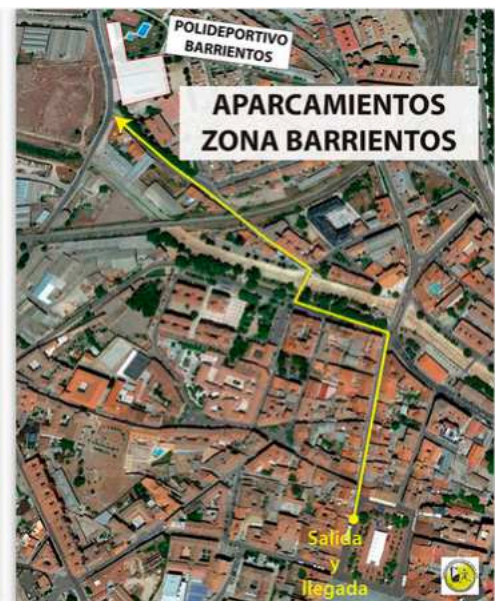 POLIDEPORTIVO
BARRIENTOS
APARCAMIENTOS
ZONA BARRIENTOS
Salida
y
llegada